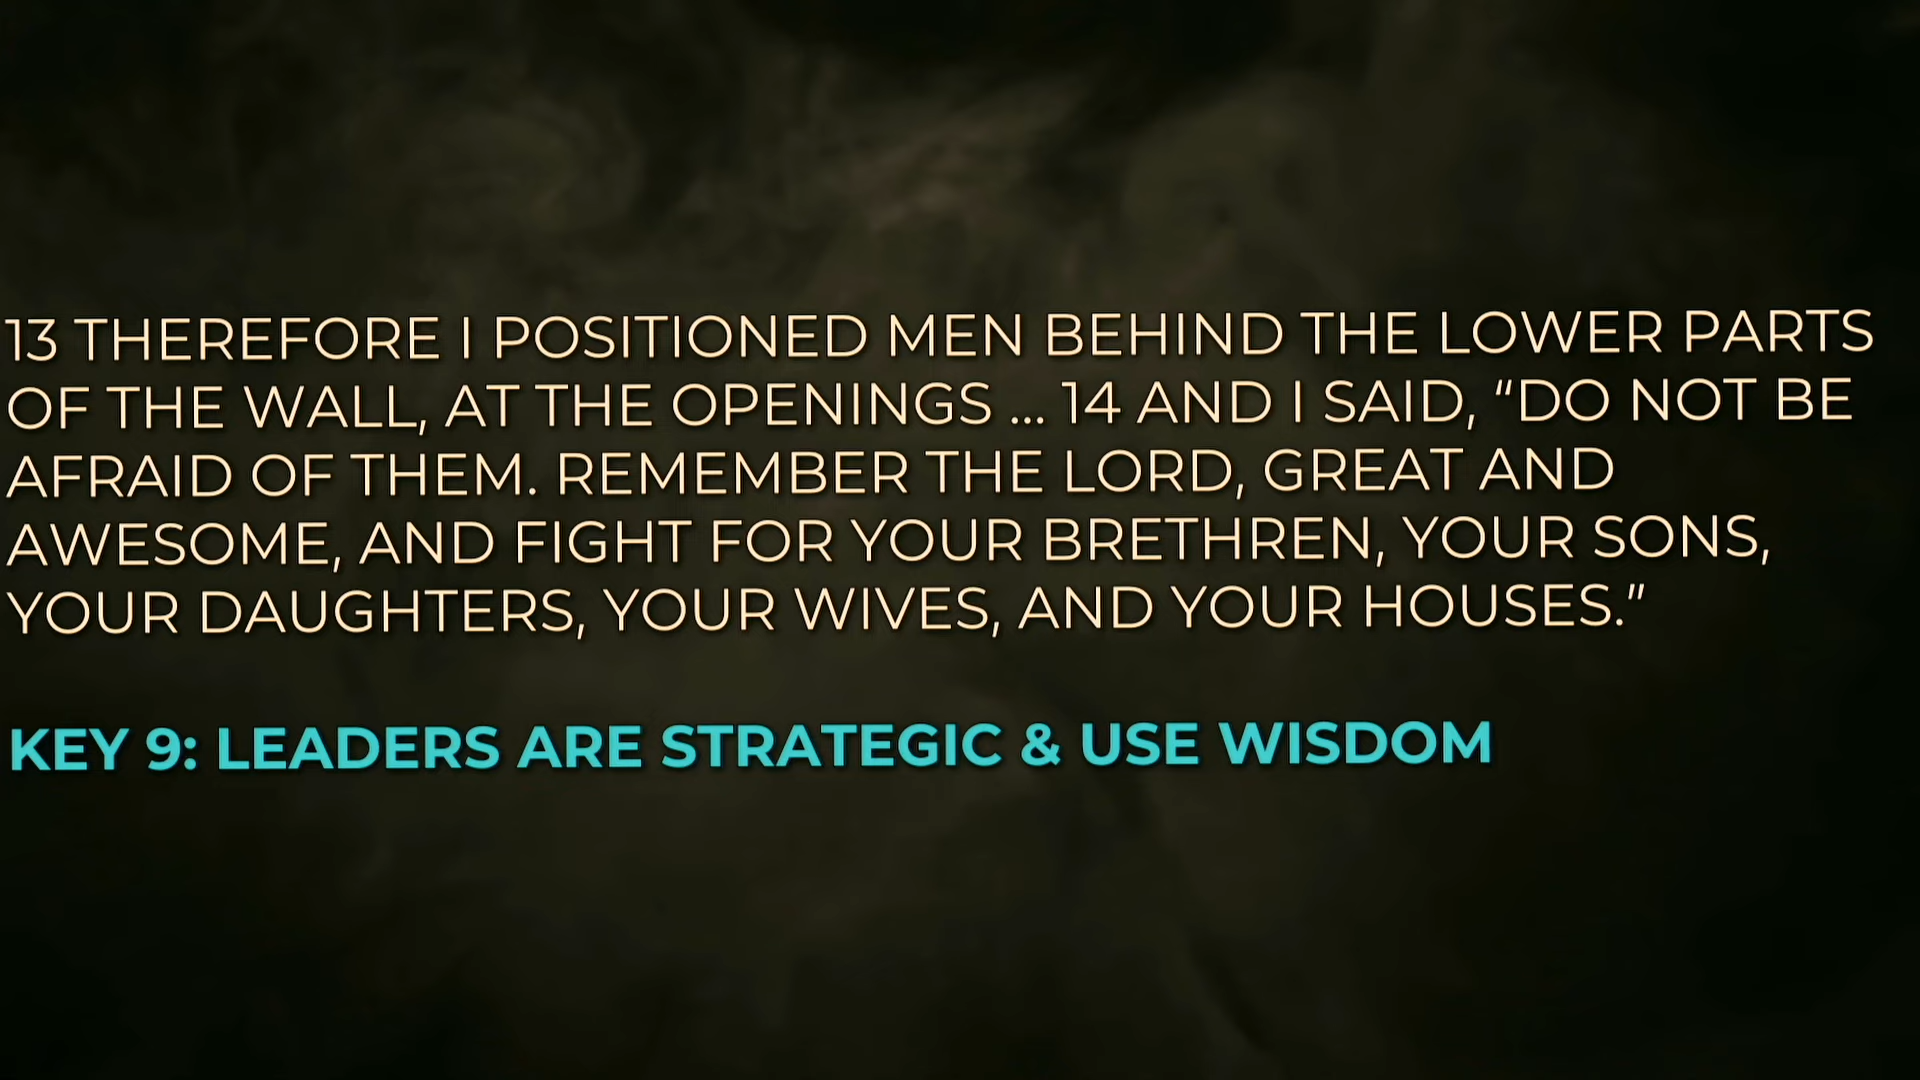 13 THEREFORE I POSITIONED MEN BEHIND THE LOWER PARTS
OF THE WALL, AT THE OPENINGS ... 14 AND I SAID, “DO NOT BE
AFRAID OF THEM. REMEMBER THE LORD, GREAT AND
AWESOME, AND FIGHT FOR YOUR BRETHREN, YOUR SONS,
YOUR DAUGHTERS, YOUR WIVES, AND YOUR HOUSES.”
KEY 9: LEADERS ARE STRATEGIC & USE WISDOM